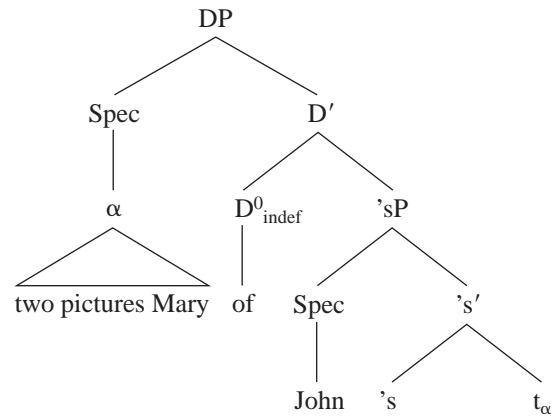 DP
Spec D′
α D⁰indef ’sP
two pictures Mary of Spec ’s′
John ’s tα